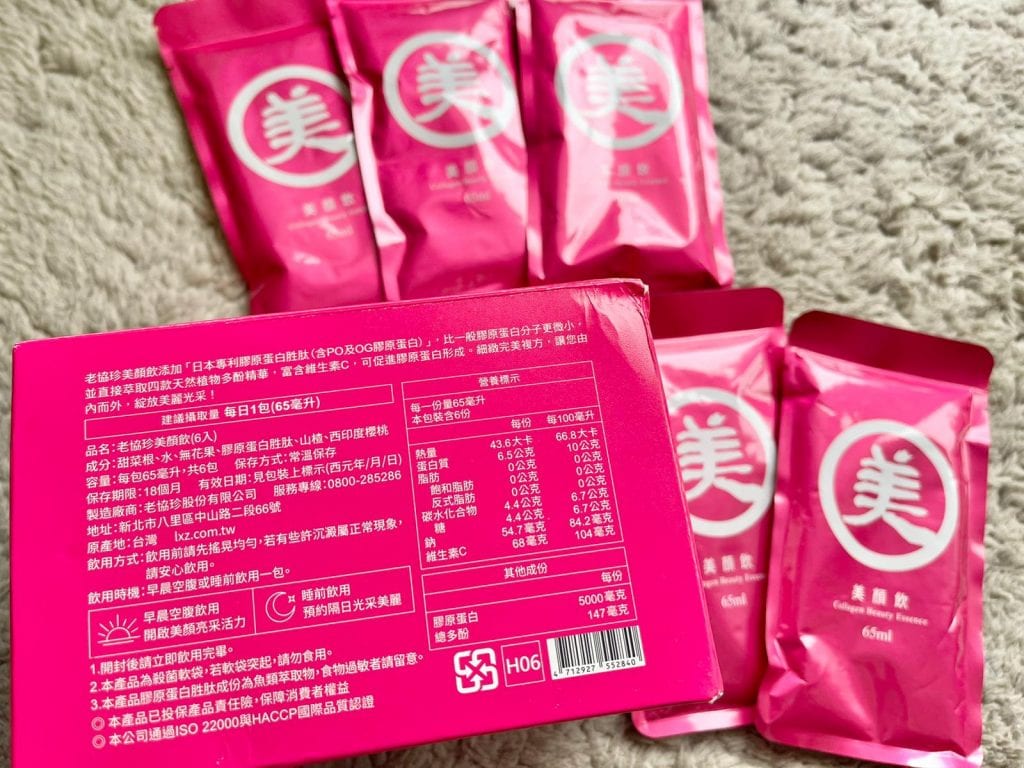 美
美顏飲
美
美顏飲
Collagen Beauty
65ml
美
老協珍美顏飲添加「日本專利膠原蛋白胜肽(含PO及OG膠原蛋白)」，比一般膠原蛋白分子更微小，
並直接萃取四款天然植物多酚精華，富含維生素C，可促進膠原蛋白形成。細緻完美複方，讓您由
內而外，綻放美麗光采！
建議攝取量 每日1包(65毫升)
品名：老協珍美顏飲(6入)
成分：甜菜根、水、無花果、膠原蛋白胜肽、山楂、西印度櫻桃
容量：每包65毫升，共6包 保存方式：常溫保存
保存期限：18個月 有效日期：見包裝上標示(西元年/月/日)
製造廠商：老協珍股份有限公司 服務專線：0800-285286
地址：新北市八里區中山路二段66號
原產地：台灣 lxz.com.tw
飲用方式：飲用前請先搖晃均勻，若有些許沉澱屬正常現象，
請安心飲用。
飲用時機：早晨空腹或睡前飲用一包。
早晨空腹飲用
開啟美顏亮采活力
睡前飲用
預約隔日光采美麗
1.開封後請立即飲用完畢。
2.本產品為殺菌軟袋，若軟袋突起，請勿食用。
3.本產品膠原蛋白胜肽成份為魚類萃取物，食物過敏者請留意。
◎ 本產品已投保產品責任險，保障消費者權益
◎ 本公司通過ISO 22000與HACCP國際品質認證
營養標示
每一份量65毫升
本包裝含6份
每份 每100毫升
熱量 43.6大卡 66.8大卡
蛋白質 6.5公克 10公克
脂肪 0公克 0公克
飽和脂肪 0公克 0公克
反式脂肪 0公克 0公克
碳水化合物 4.4公克 6.7公克
糖 4.4公克 6.7公克
鈉 54.7毫克 84.2毫克
維生素C 68毫克 104毫克
其他成份
每份
膠原蛋白 5000毫克
總多酚 147毫克
H06
4 712927 552840
美
美顏飲
65ml
美
美顏飲
Collagen Beauty Essence
65ml